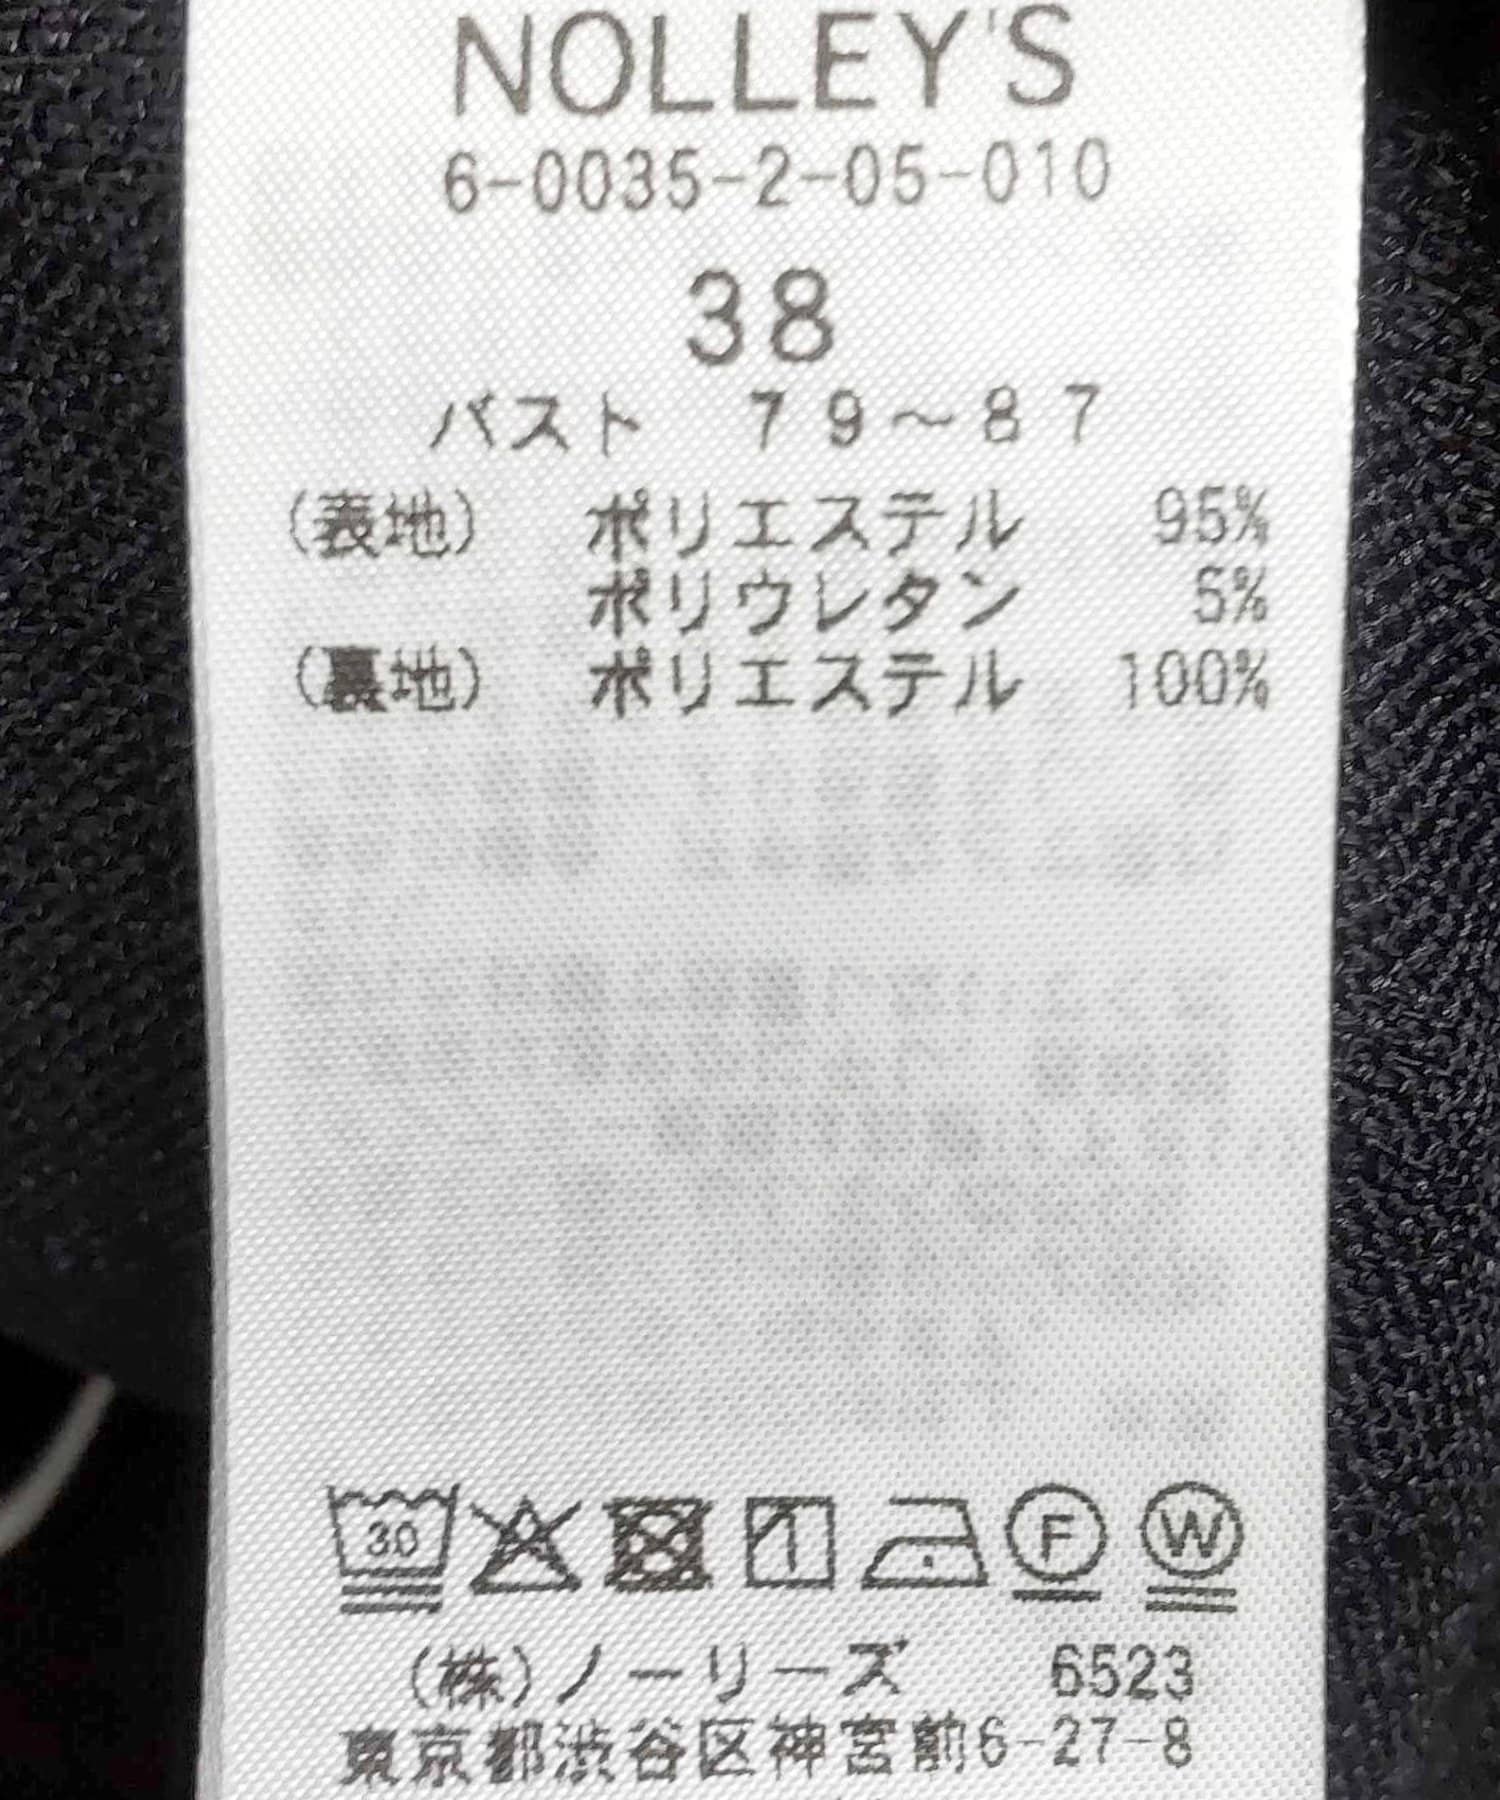 NOLLEY'S
6-0035-2-05-010
38
バスト 79～87
(表地) ポリエステル 95%
ポリウレタン 5%
(裏地) ポリエステル 100%
30 1 F W
(株)ノーリーズ 6523
東京都渋谷区神宮前6-27-8